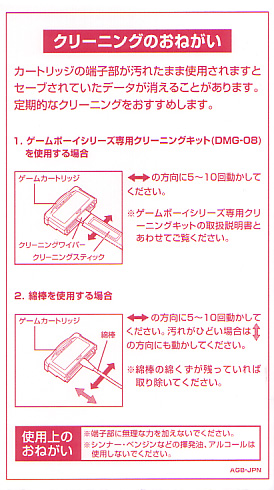 クリーニングのおねがい
カートリッジの端子部が汚れたまま使用されますと
セーブされていたデータが消えることがあります。
定期的なクリーニングをおすすめします。
1. ゲームボーイシリーズ専用クリーニングキット(DMG-08)
を使用する場合
ゲームカートリッジ
クリーニングワイパー
クリーニングスティック
⟷の方向に5〜10回動かして
ください。
※ゲームボーイシリーズ専用クリ
ーニングキットの取扱説明書と
あわせてご覧ください。
2. 綿棒を使用する場合
ゲームカートリッジ
綿棒
⟷の方向に5〜10回動かして
ください。汚れがひどい場合は⇕
の方向にも動かしてください。
※綿棒の綿くずが残っていれば
取り除いてください。
使用上の
おねがい
※端子部に無理な力を加えないでください。
※シンナー・ベンジンなどの揮発油、アルコールは
使用しないでください。
AGB-JPN